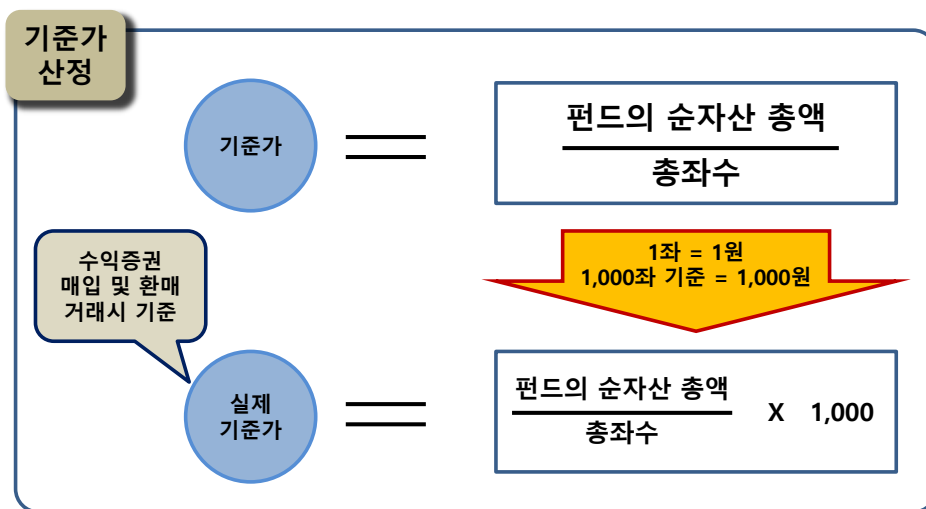 기준가
산정
기준가
펀드의 순자산 총액
총좌수
1좌 = 1원
1,000좌 기준 = 1,000원
수익증권
매입 및 환매
거래시 기준
실제
기준가
펀드의 순자산 총액
총좌수
X 1,000